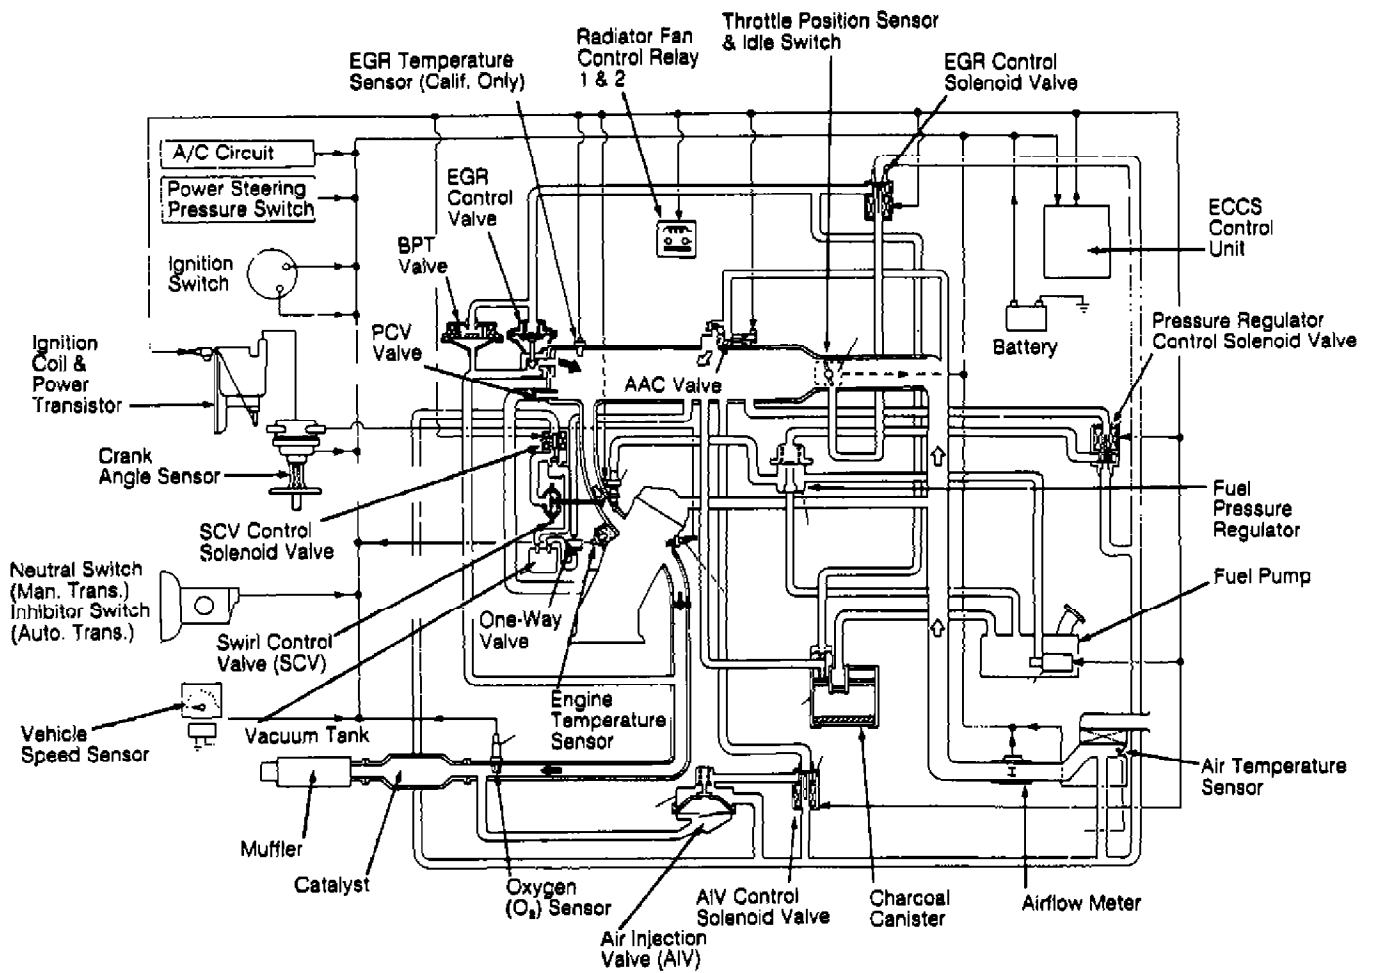 Throttle Position Sensor
& Idle Switch
Radiator Fan
Control Relay
1 & 2
EGR Temperature
Sensor (Calif. Only)
EGR Control
Solenoid Valve
A/C Circuit
Power Steering
Pressure Switch
EGR
Control
Valve
ECCS
Control
Unit
BPT
Valve
Ignition
Switch
PCV
Valve
Ignition
Coil &
Power
Transistor
Battery
Pressure Regulator
Control Solenoid Valve
AAC Valve
Crank
Angle Sensor
SCV Control
Solenoid Valve
Fuel
Pressure
Regulator
Neutral Switch
(Man. Trans.)
Inhibitor Switch
(Auto. Trans.)
Fuel Pump
One-Way
Valve
Swirl Control
Valve (SCV)
Engine
Temperature
Sensor
Vehicle
Speed Sensor
Vacuum Tank
Air Temperature
Sensor
Muffler
Catalyst
Oxygen
(O₂) Sensor
Air Injection
Valve (AIV)
AIV Control
Solenoid Valve
Charcoal
Canister
Airflow Meter